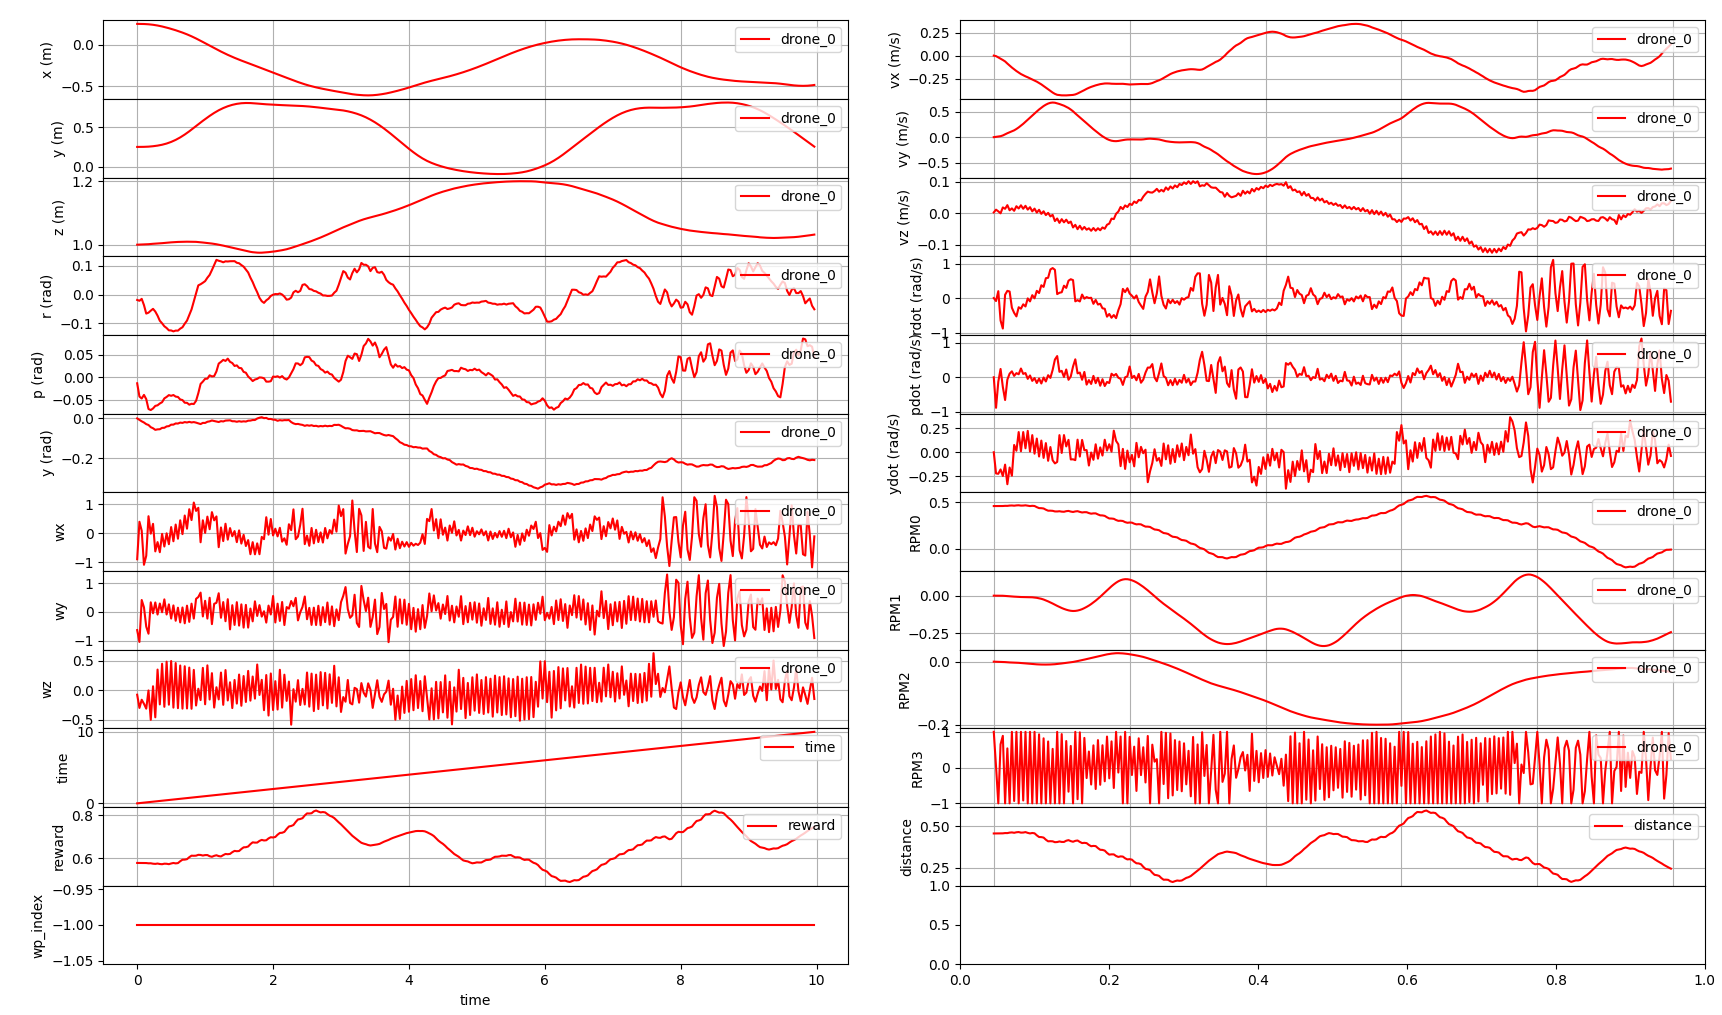 x (m)
0.0
−0.5
drone_0
y (m)
0.5
0.0
drone_0
z (m)
1.2
1.0
drone_0
r (rad)
0.1
0.0
−0.1
drone_0
p (rad)
0.05
0.00
−0.05
drone_0
y (rad)
0.0
−0.2
drone_0
wx
1
0
−1
drone_0
wy
1
0
−1
drone_0
wz
0.5
0.0
−0.5
drone_0
time
10
0
time
reward
0.8
0.6
reward
wp_index
−0.95
−1.00
−1.05
0 2 4 6 8 10
time
vx (m/s)
0.25
0.00
−0.25
drone_0
vy (m/s)
0.5
0.0
−0.5
drone_0
vz (m/s)
0.1
0.0
−0.1
drone_0
rdot (rad/s)
1
0
−1
drone_0
pdot (rad/s)
1
0
−1
drone_0
ydot (rad/s)
0.25
0.00
−0.25
drone_0
RPM0
0.5
0.0
drone_0
RPM1
0.00
−0.25
drone_0
RPM2
0.0
−0.2
drone_0
RPM3
1
0
−1
drone_0
distance
0.50
0.25
distance
1.0
0.5
0.0
0.0 0.2 0.4 0.6 0.8 1.0